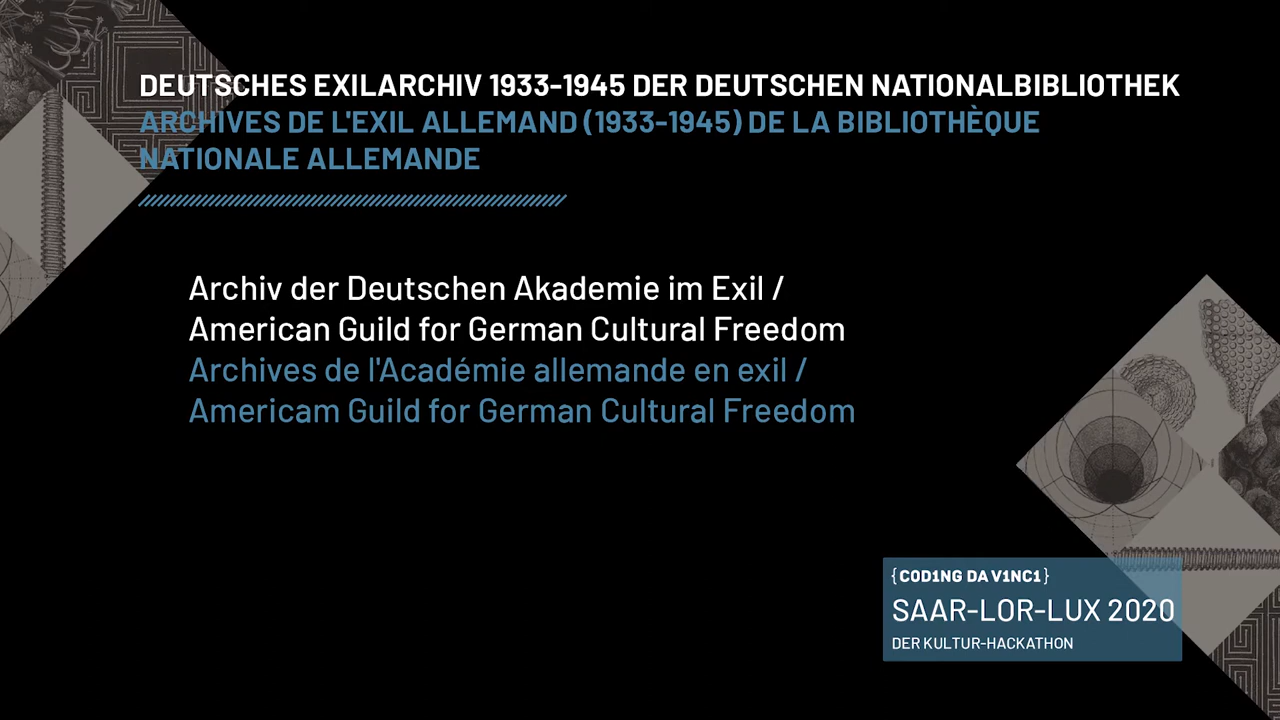 DEUTSCHES EXILARCHIV 1933-1945 DER DEUTSCHEN NATIONALBIBLIOTHEK
ARCHIVES DE L'EXIL ALLEMAND (1933-1945) DE LA BIBLIOTHÈQUE
NATIONALE ALLEMANDE
Archiv der Deutschen Akademie im Exil /
American Guild for German Cultural Freedom
Archives de l'Académie allemande en exil /
Americam Guild for German Cultural Freedom
{COD1NG DA V1NC1}
SAAR-LOR-LUX 2020
DER KULTUR-HACKATHON